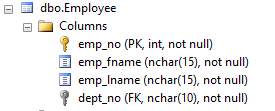 dbo.Employee
Columns
emp_no (PK, int, not null)
emp_fname (nchar(15), not null)
emp_lname (nchar(15), not null)
dept_no (FK, nchar(10), not null)